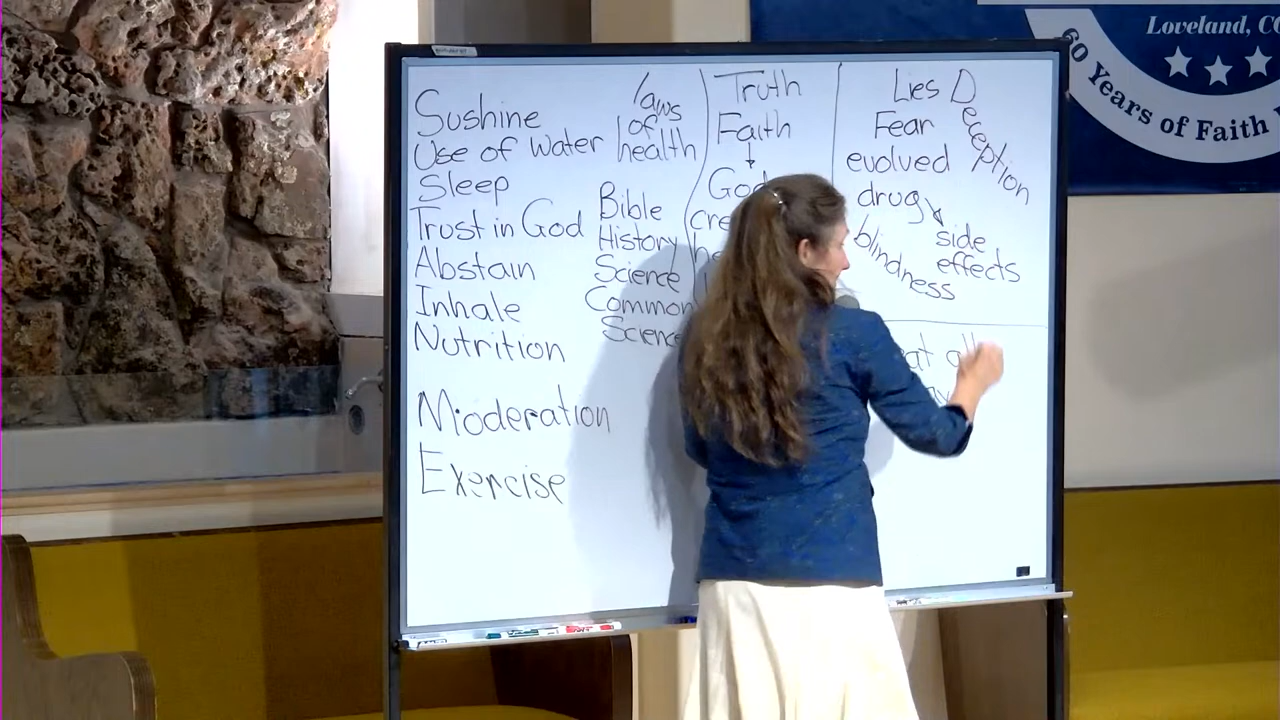 Sushine
Use of Water
Sleep
Trust in God
Abstain
Inhale
Nutrition
Moderation
Exercise
laws
of
health
Bible
History
Science
Common
Science
Truth
Faith
God
Lies Deception
Fear
evolved
drug
side
effects
blindness
Loveland,
60 Years of Faith